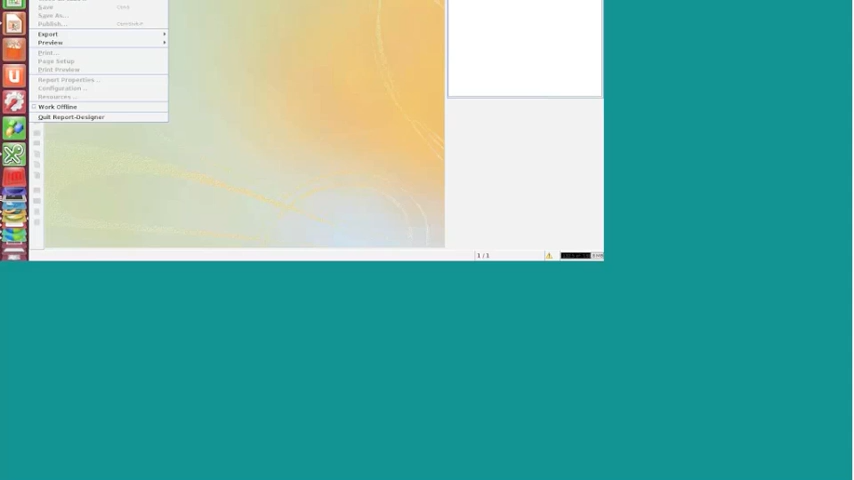 Save
Save As...
Publish...
Export
Preview
Print...
Page Setup
Print Preview
Report Properties...
Configuration...
Resources...
Work Offline
Quit Report-Designer
1 / 1